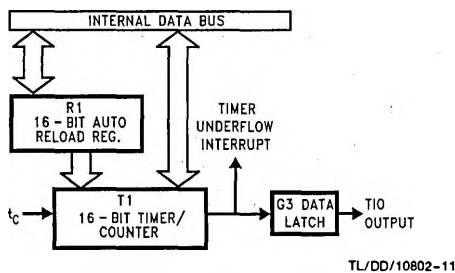 INTERNAL DATA BUS
R1
16-BIT AUTO
RELOAD REG.
TIMER
UNDERFLOW
INTERRUPT
tC
T1
16-BIT TIMER/
COUNTER
G3 DATA
LATCH
TIO
OUTPUT
TL/DD/10802-11